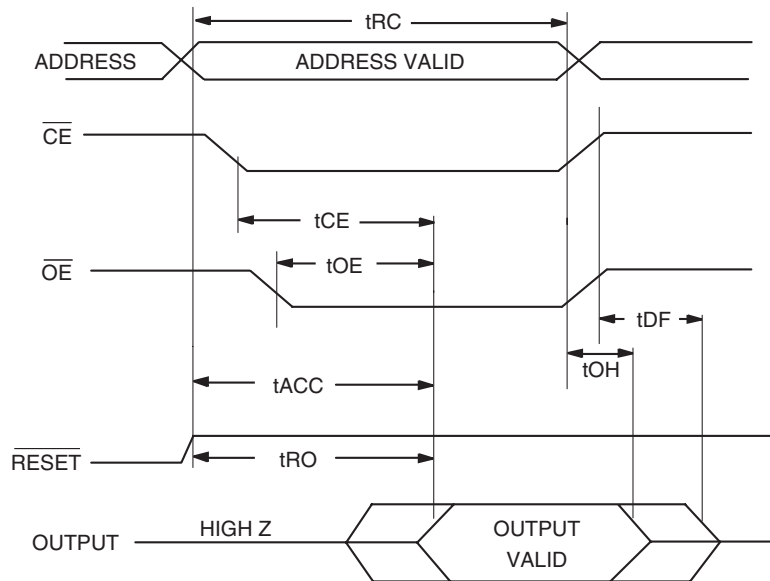 tRC
ADDRESS
ADDRESS VALID
CE
tCE
tOE
OE
tDF
tOH
tACC
RESET
tRO
HIGH Z
OUTPUT
OUTPUT
VALID